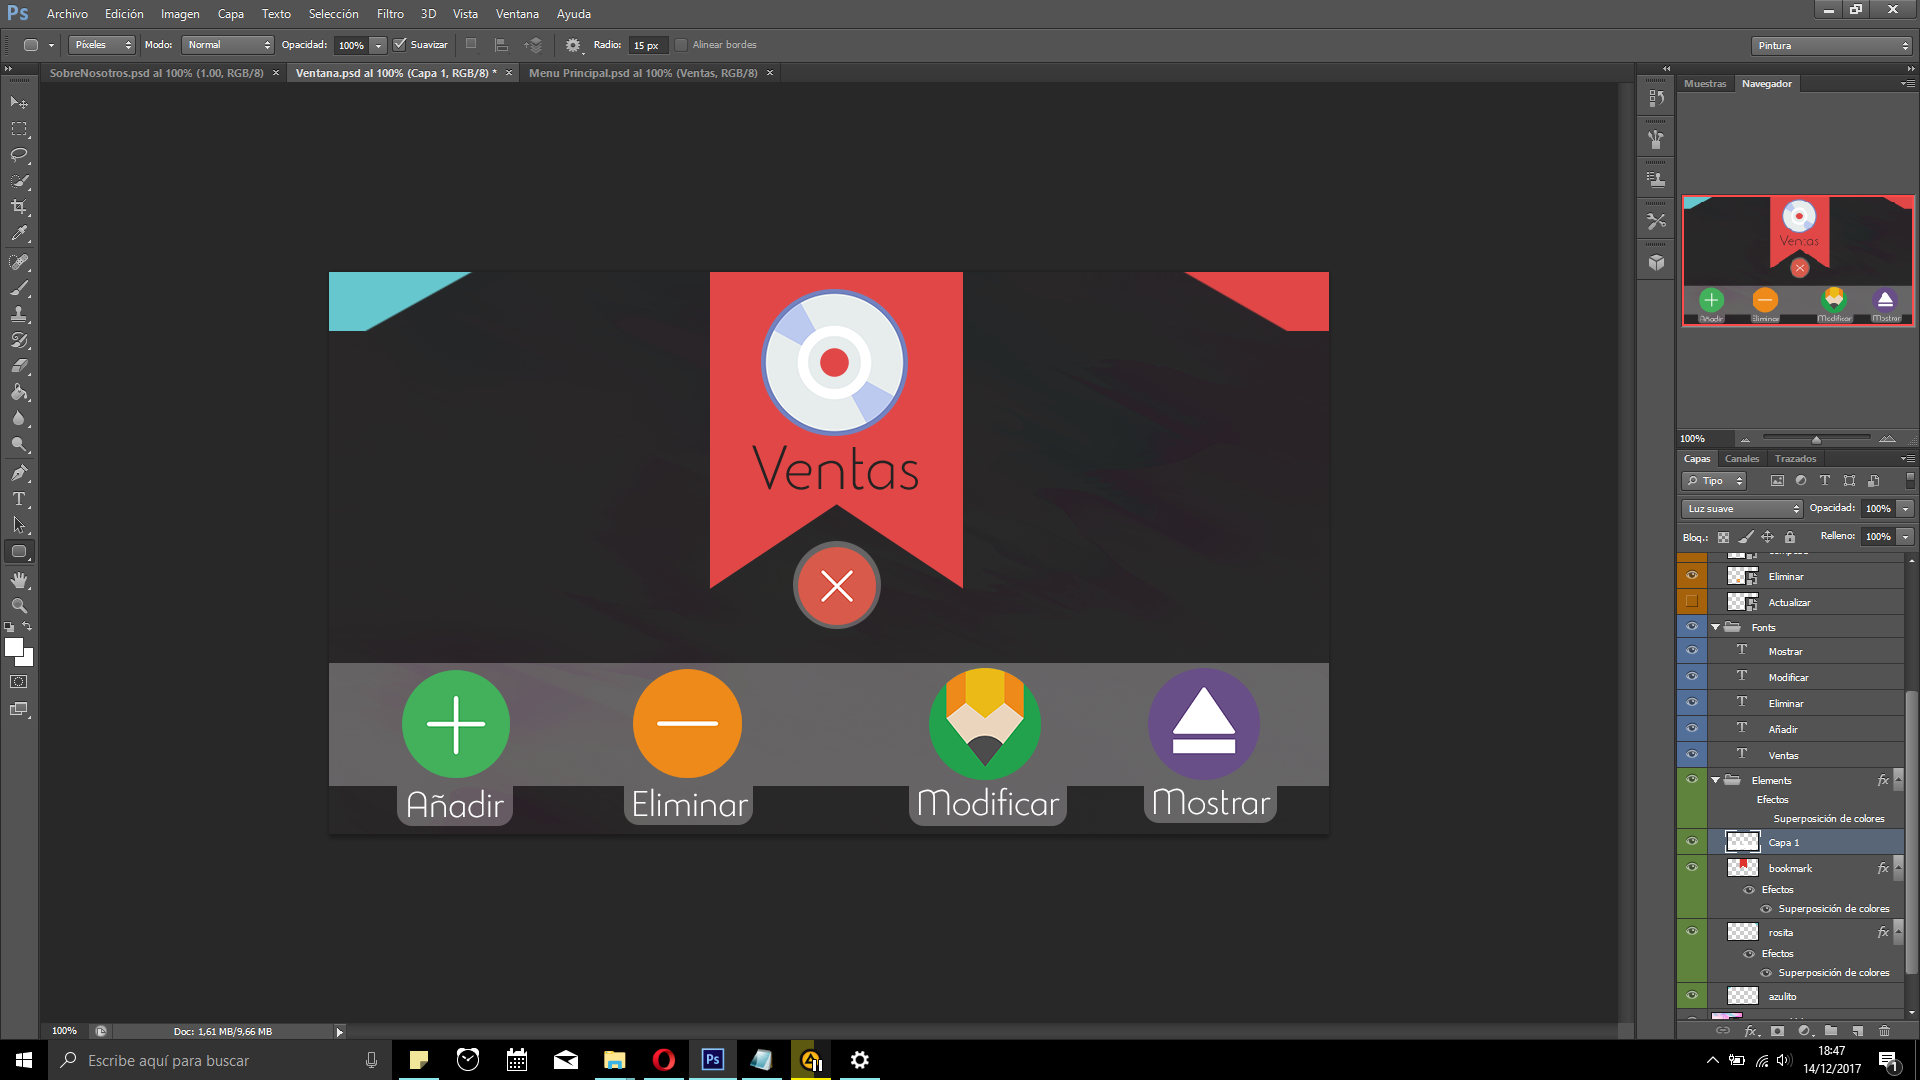 Ps Archivo Edición Imagen Capa Texto Selección Filtro 3D Vista Ventana Ayuda
Píxeles Modo: Normal Opacidad: 100% Suavizar Radio: 15 px Alinear bordes Pintura
SobreNosotros.psd al 100% (1.00, RGB/8) × Ventana.psd al 100% (Capa 1, RGB/8) * × Menu Principal.psd al 100% (Ventas, RGB/8) ×
Muestras Navegador
Ventas
Añadir Eliminar Modificar Mostrar
100%
Capas Canales Trazados
Tipo
Luz suave Opacidad: 100%
Bloq.: Relleno: 100%
Eliminar
Actualizar
Fonts
Mostrar
Modificar
Eliminar
Añadir
Ventas
Elements fx
Efectos
Superposición de colores
Capa 1
bookmark fx
Efectos
Superposición de colores
rosita fx
Efectos
Superposición de colores
azulito
fx
Ventas
Añadir Eliminar Modificar Mostrar
100% Doc: 1,61 MB/9,66 MB
Escribe aquí para buscar
Ps
18:47
14/12/2017
1